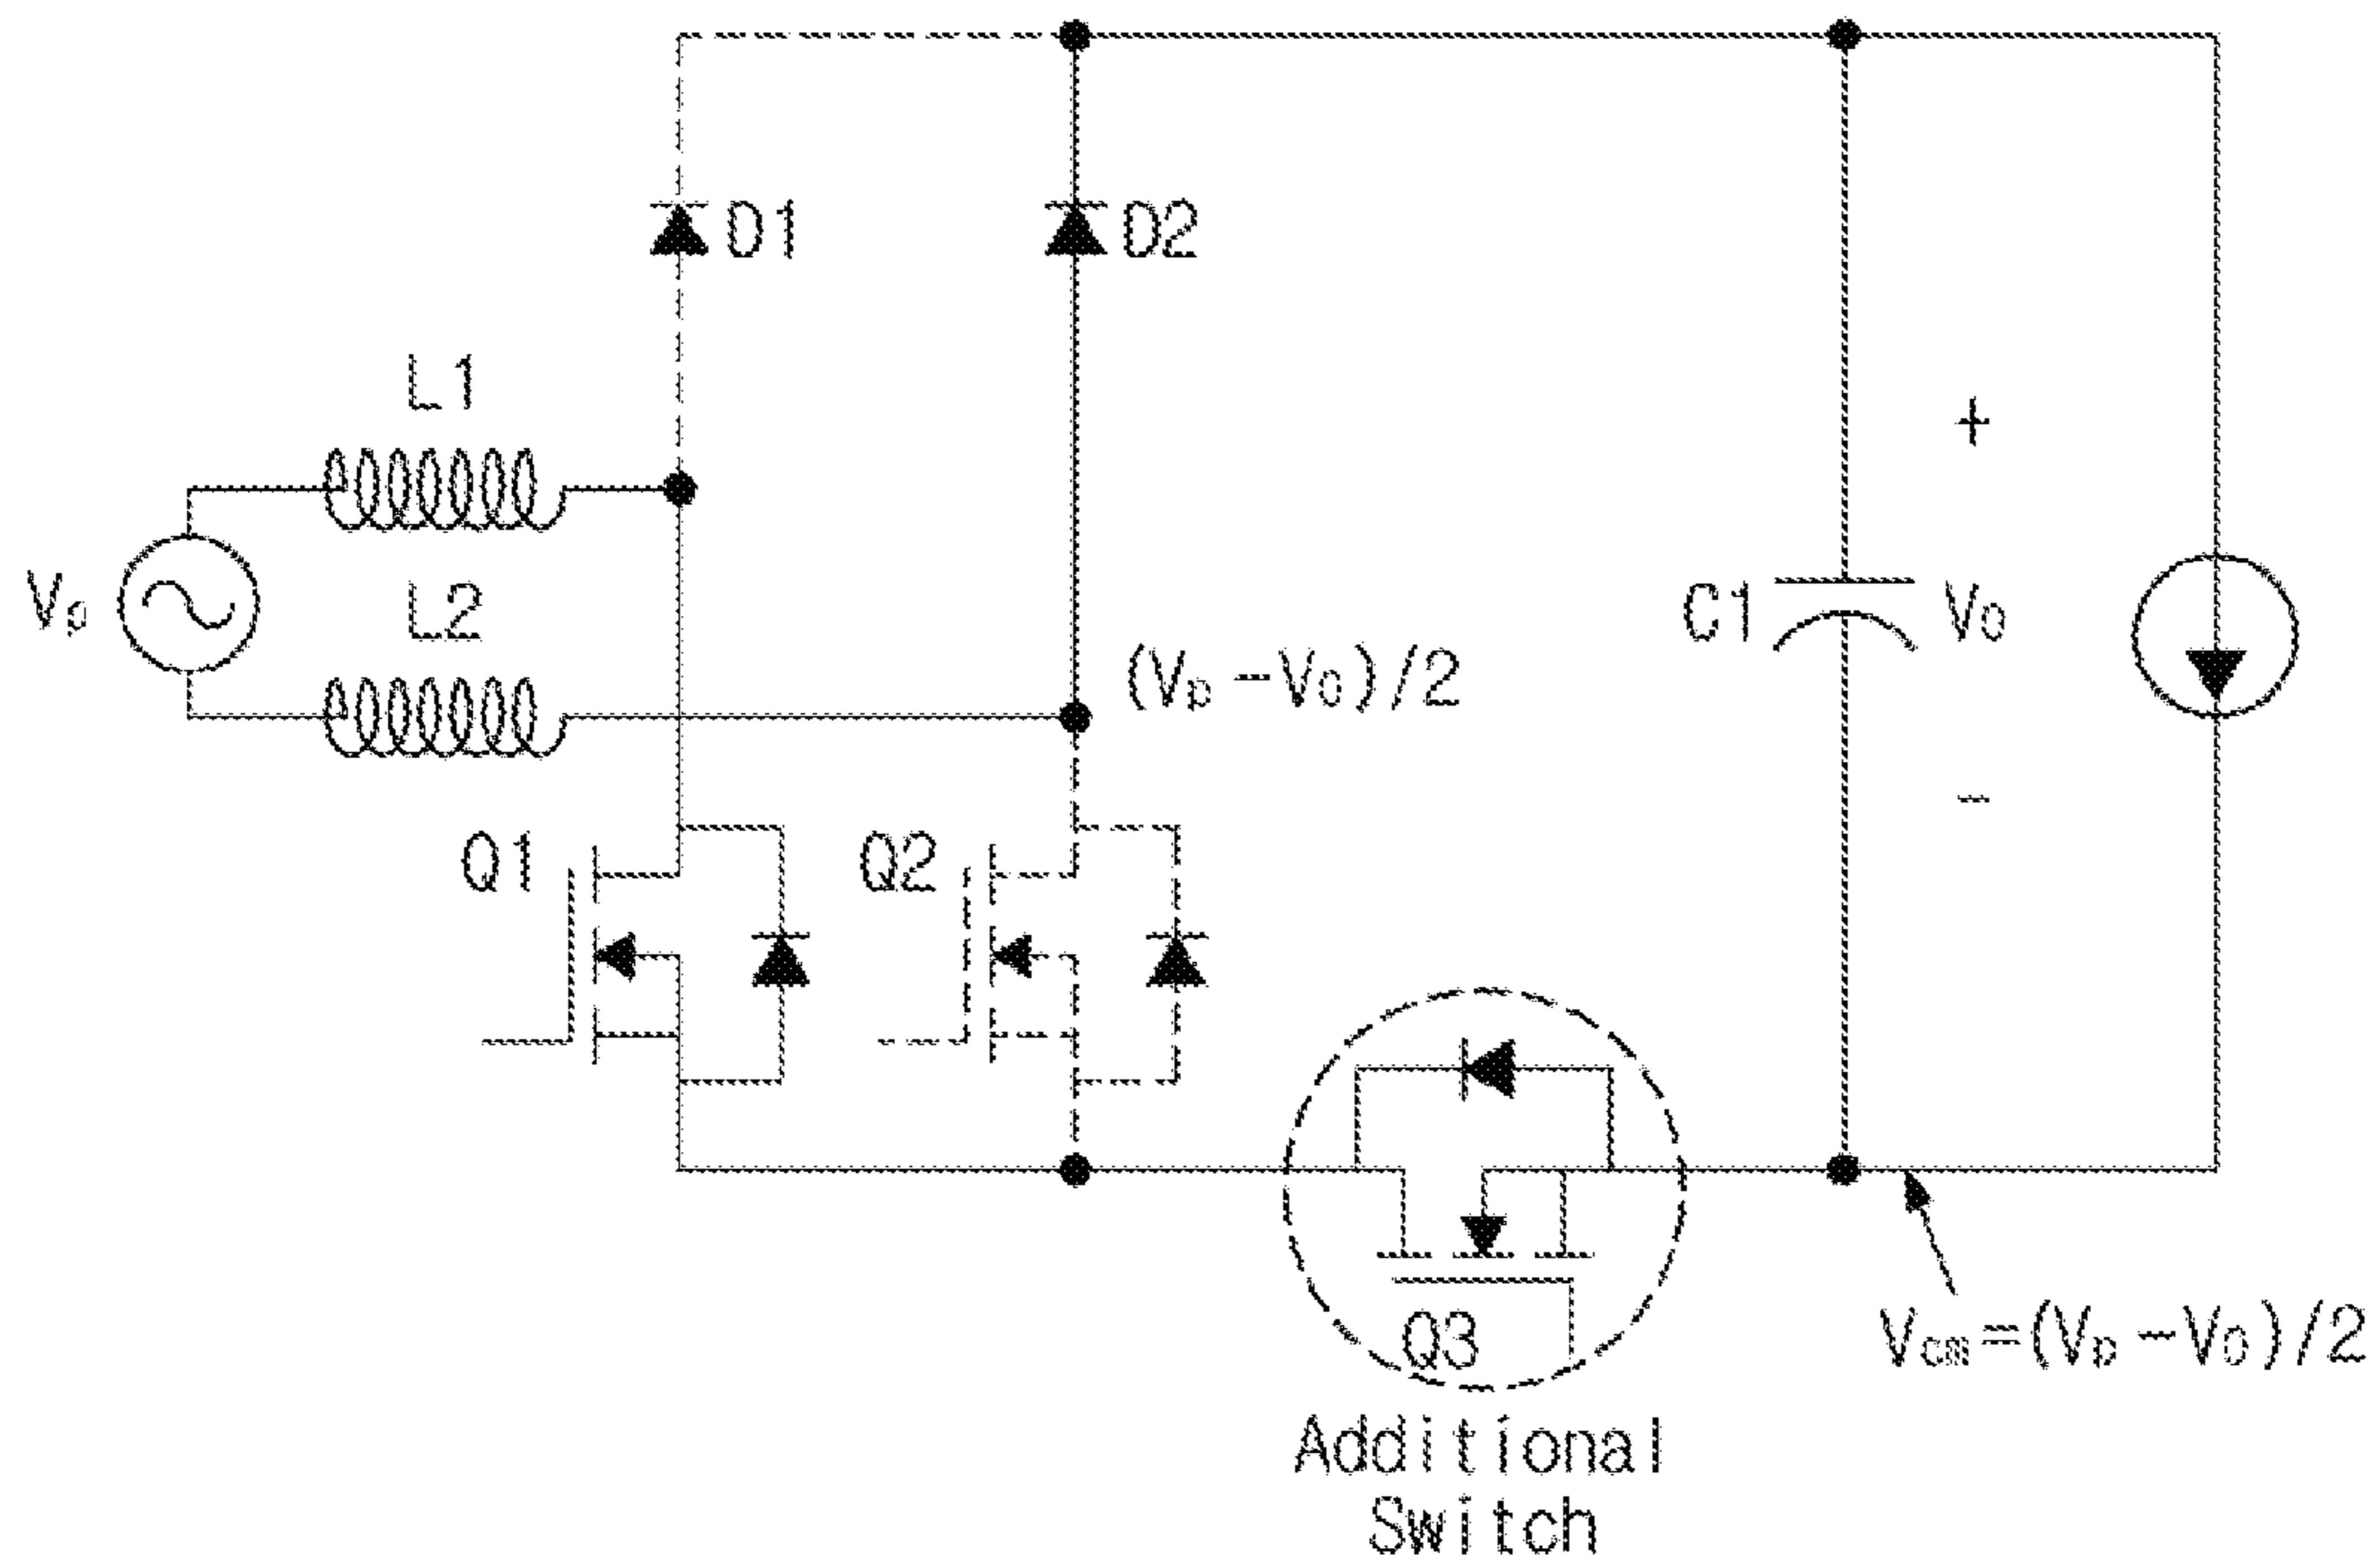 D1
D2
L1
Vp
L2
(Vp-Vo)/2
C1
+
Vo
-
Q1
Q2
Q3
Vcm=(Vp-Vo)/2
Additional
Switch